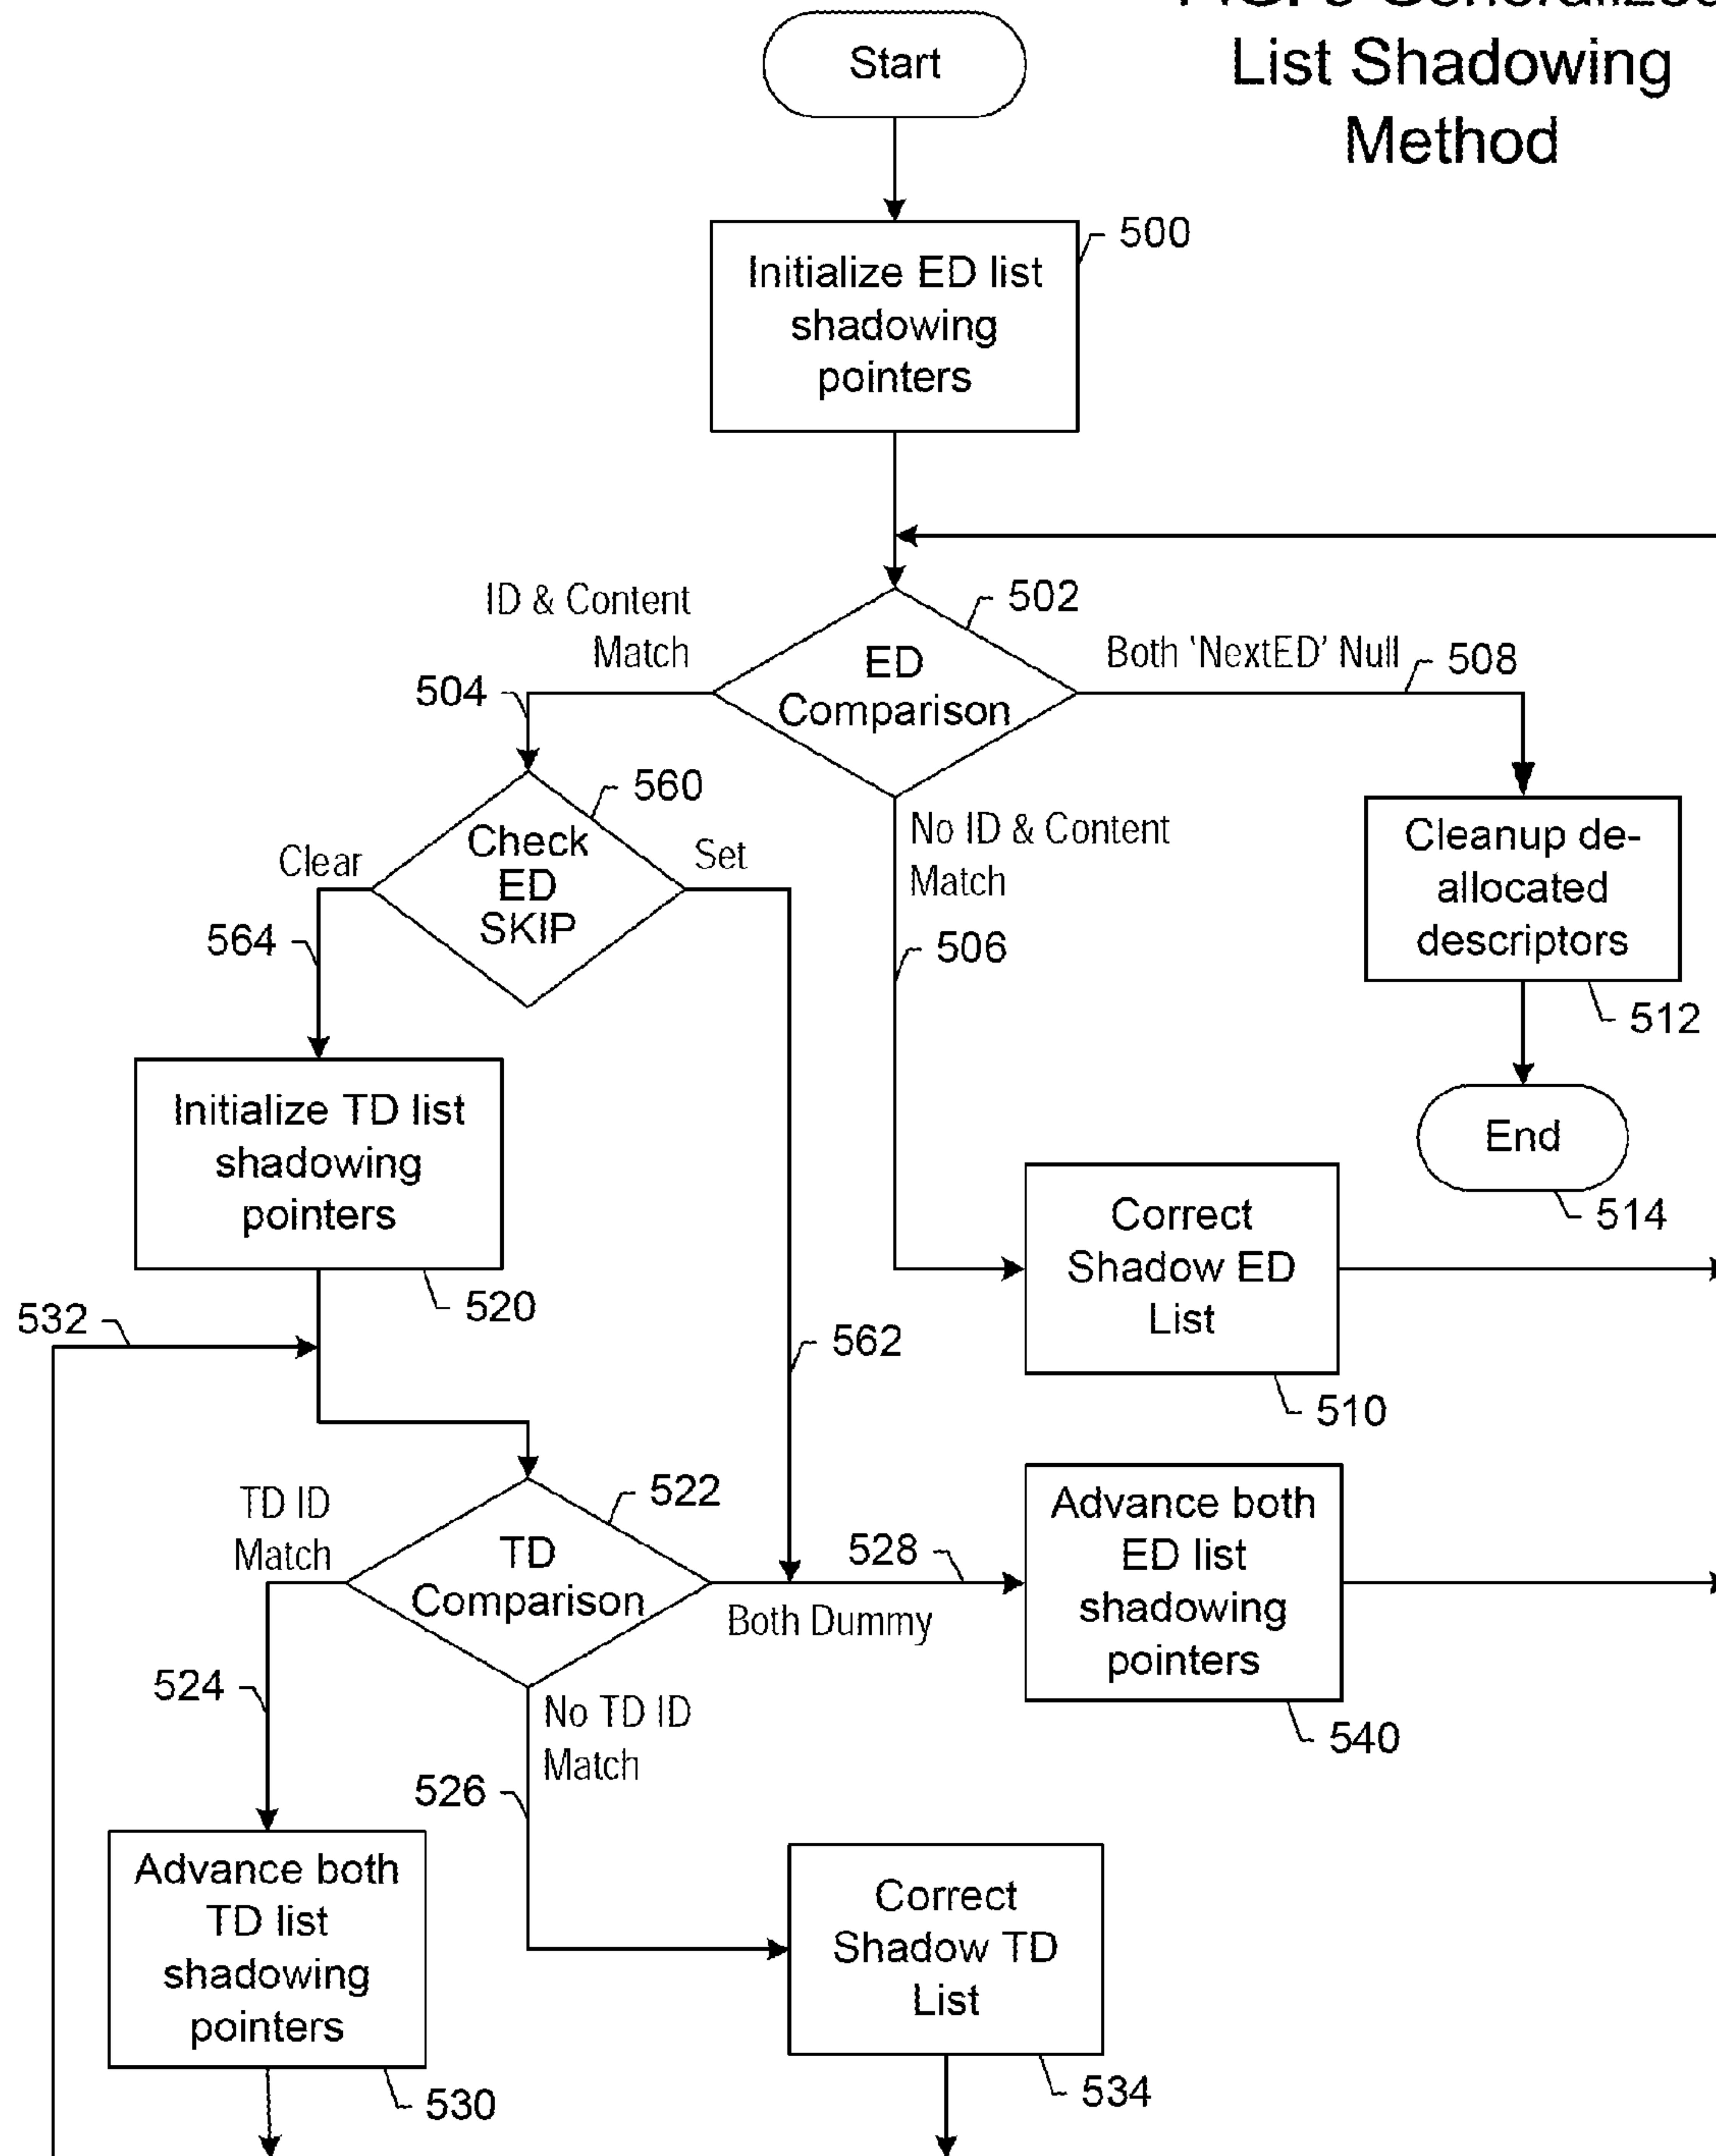 List Shadowing
Method
Start
500
Initialize ED list
shadowing
pointers
ID & Content
Match
502
ED
Comparison
Both 'NextED' Null
508
504
560
Check
ED
SKIP
Clear
Set
No ID & Content
Match
506
Cleanup de-
allocated
descriptors
512
564
End
514
Initialize TD list
shadowing
pointers
520
Correct
Shadow ED
List
510
532
562
TD ID
Match
522
TD
Comparison
528
Both Dummy
Advance both
ED list
shadowing
pointers
540
524
No TD ID
Match
526
Advance both
TD list
shadowing
pointers
530
Correct
Shadow TD
List
534